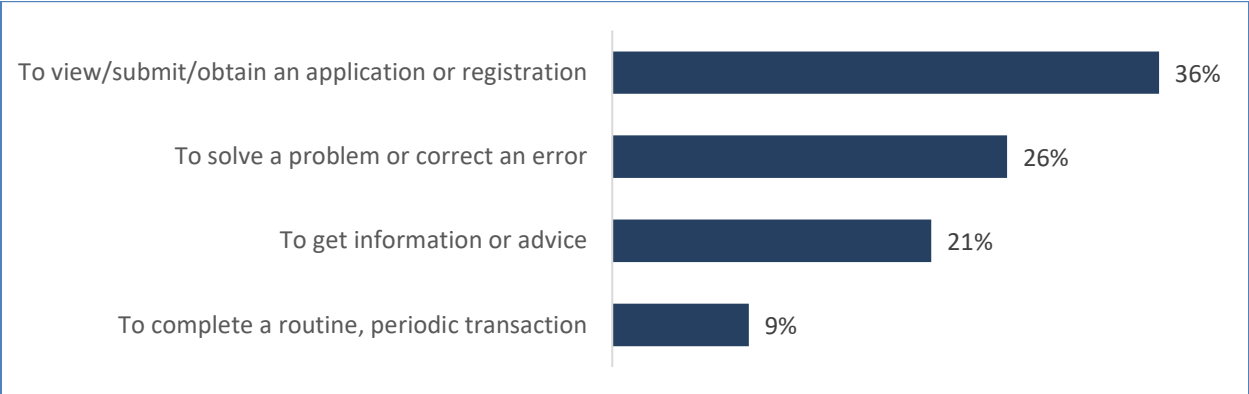 To view/submit/obtain an application or registration 36%
To solve a problem or correct an error 26%
To get information or advice 21%
To complete a routine, periodic transaction 9%